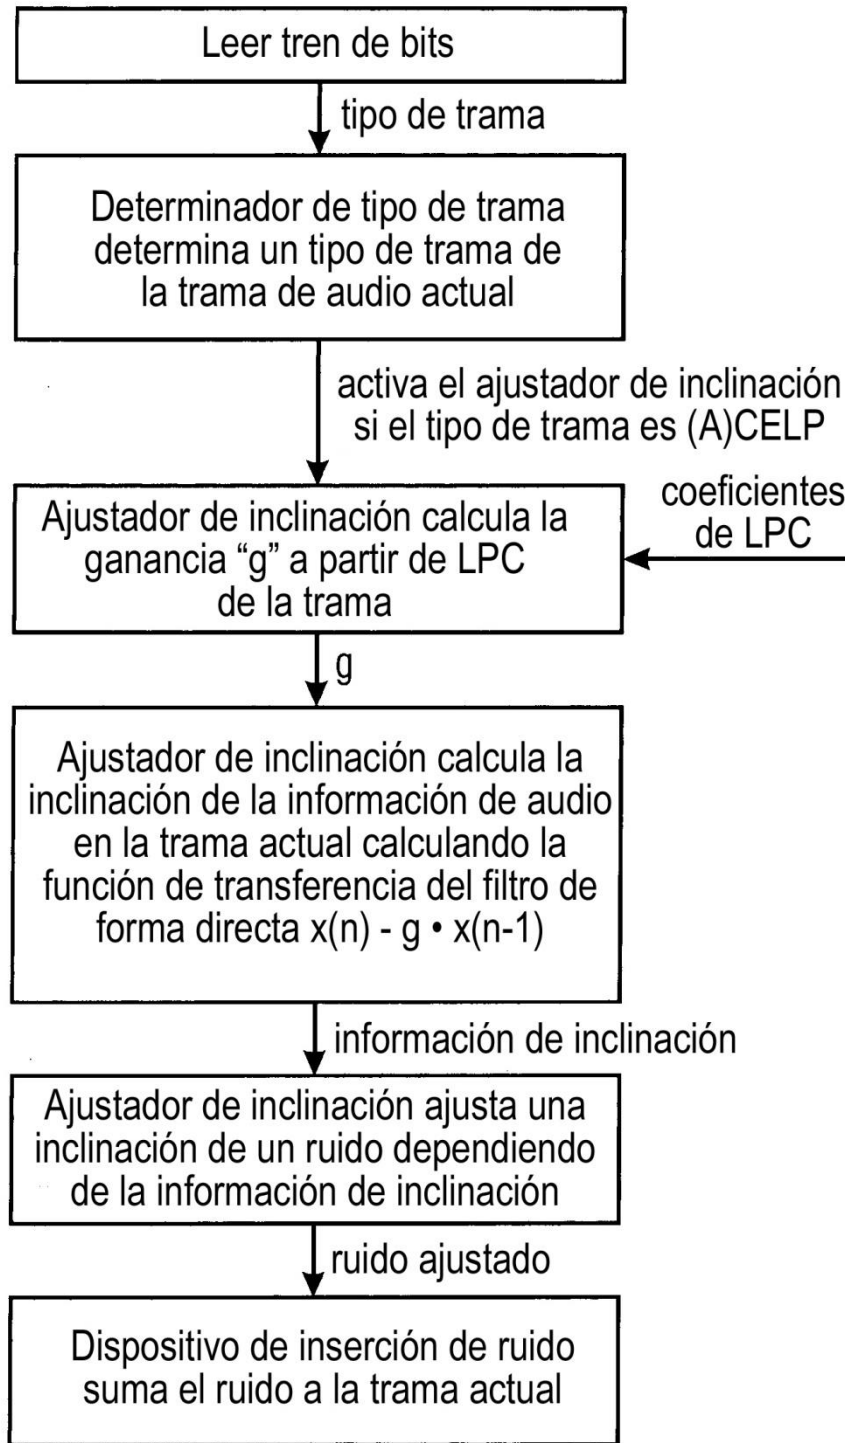 Leer tren de bits
tipo de trama
Determinador de tipo de trama
determina un tipo de trama de
la trama de audio actual
activa el ajustador de inclinación
si el tipo de trama es (A)CELP
coeficientes
de LPC
Ajustador de inclinación calcula la
ganancia “g” a partir de LPC
de la trama
g
Ajustador de inclinación calcula la
inclinación de la información de audio
en la trama actual calculando la
función de transferencia del filtro de
forma directa x(n) - g • x(n-1)
información de inclinación
Ajustador de inclinación ajusta una
inclinación de un ruido dependiendo
de la información de inclinación
ruido ajustado
Dispositivo de inserción de ruido
suma el ruido a la trama actual